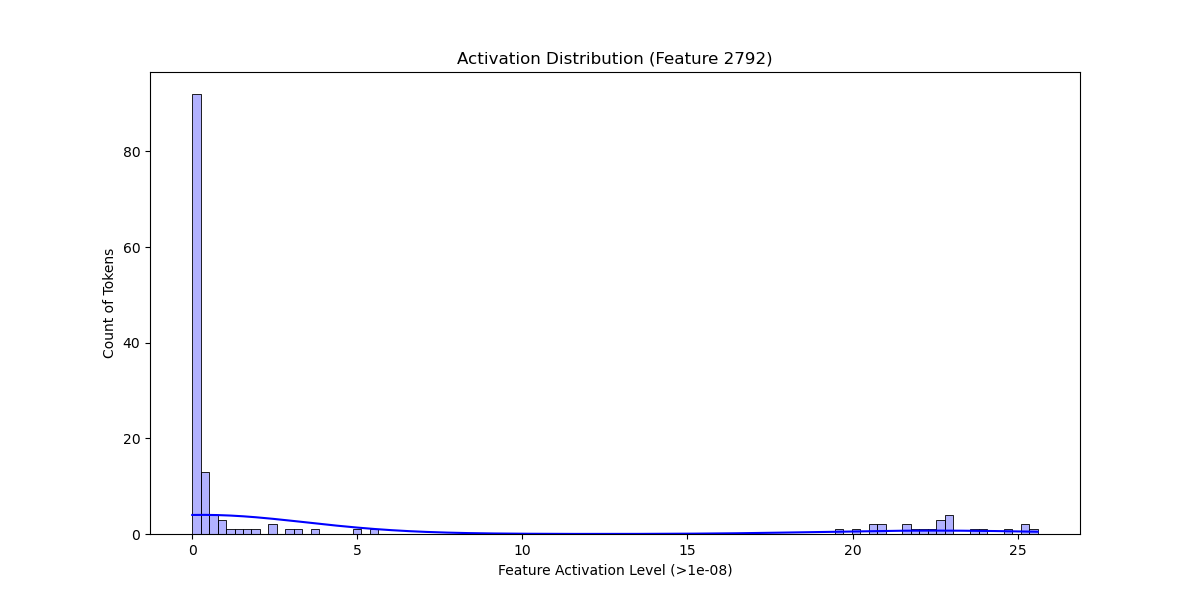 Activation Distribution (Feature 2792)
80
60
40
20
0
Count of Tokens
0 5 10 15 20 25
Feature Activation Level (>1e-08)